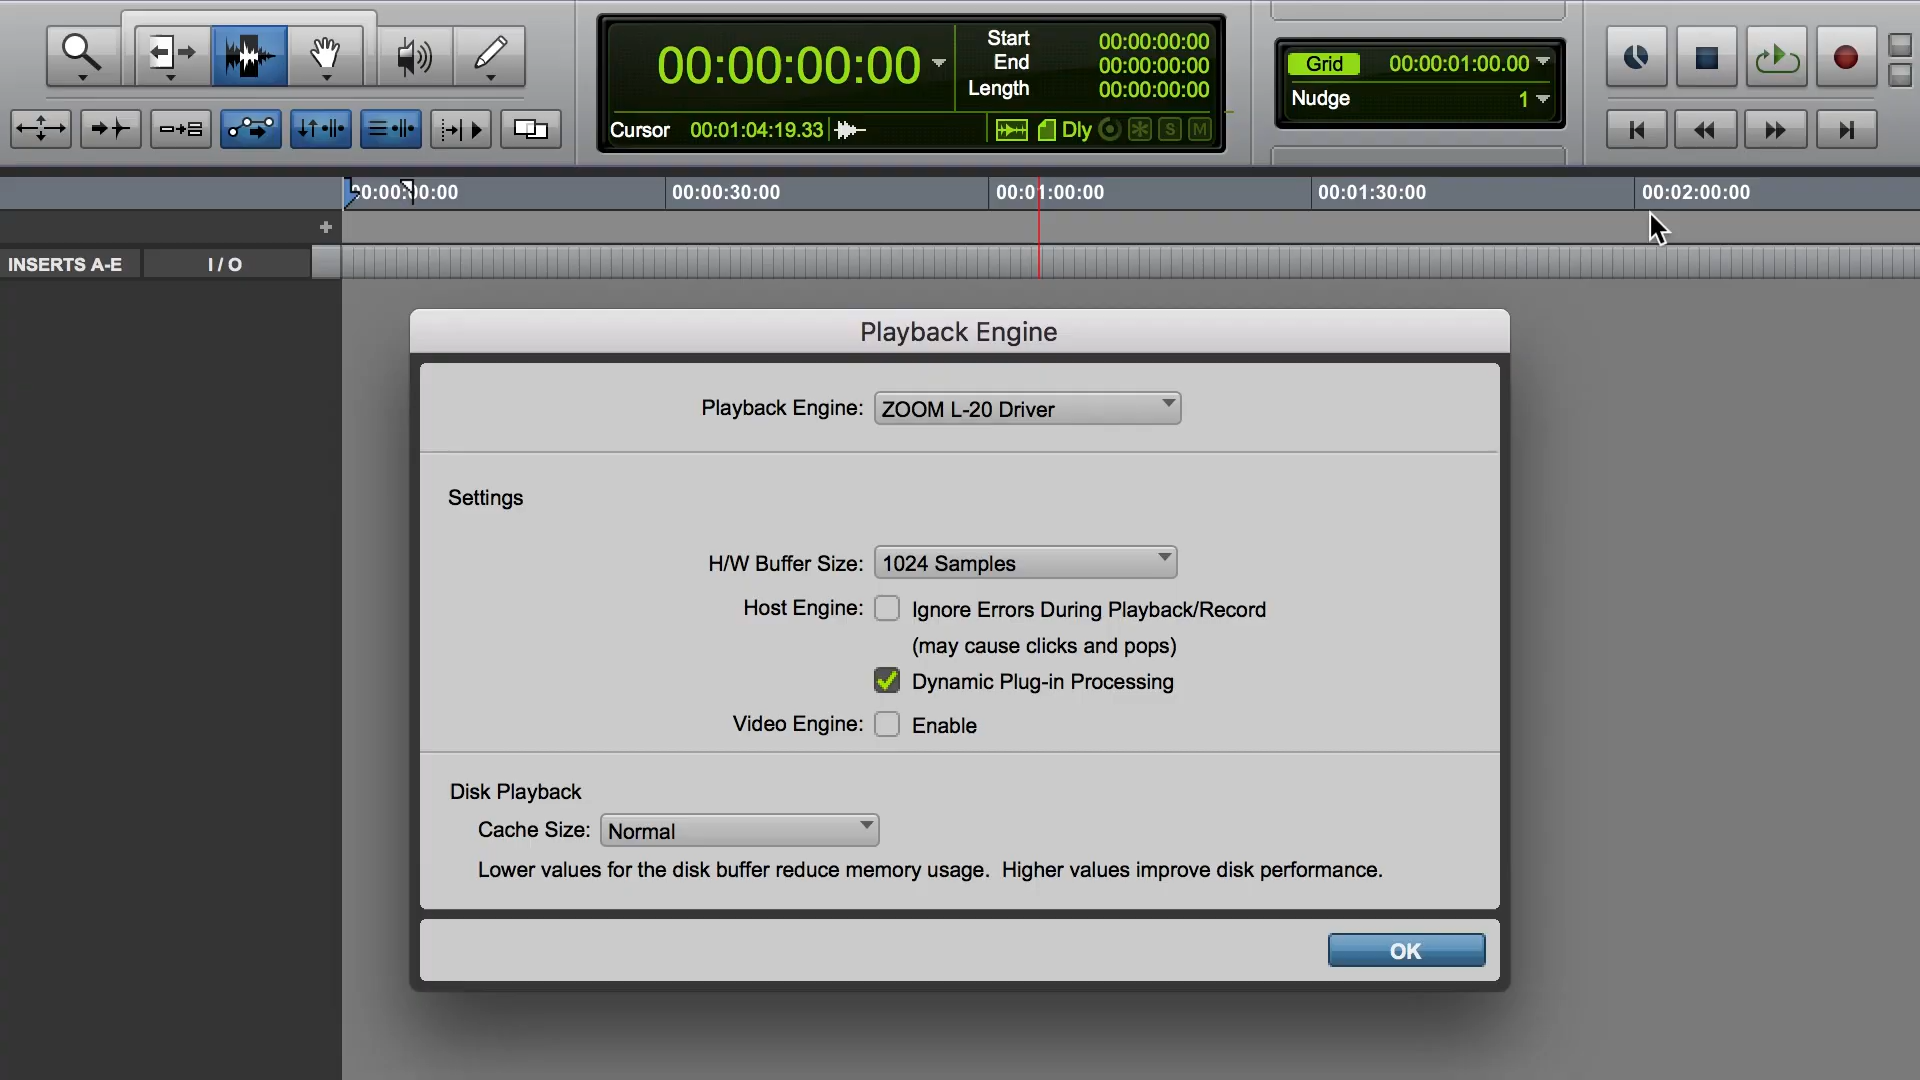 00:00:00:00
Start 00:00:00:00
End 00:00:00:00
Length 00:00:00:00
Cursor 00:01:04:19.33
Dly S M
Grid 00:00:01:00.00
Nudge 1
00:00:00:00 00:00:30:00 00:01:00:00 00:01:30:00 00:02:00:00
+
INSERTS A-E I / O
Playback Engine
Playback Engine: ZOOM L-20 Driver
Settings
H/W Buffer Size: 1024 Samples
Host Engine: Ignore Errors During Playback/Record
(may cause clicks and pops)
Dynamic Plug-in Processing
Video Engine: Enable
Disk Playback
Cache Size: Normal
Lower values for the disk buffer reduce memory usage. Higher values improve disk performance.
OK